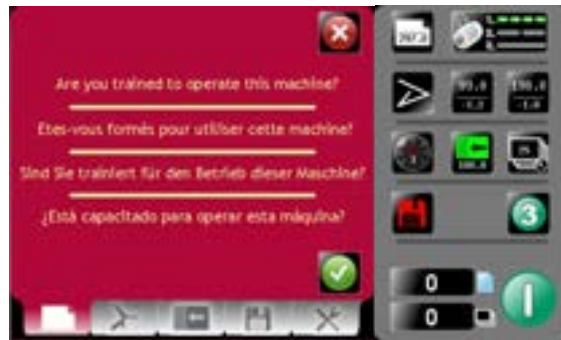 Are you trained to operate this machine?
Etes-vous formés pour utiliser cette machine?
Sind Sie trainiert für den Betrieb dieser Maschine?
¿Está capacitado para operar esta máquina?
3
0
0